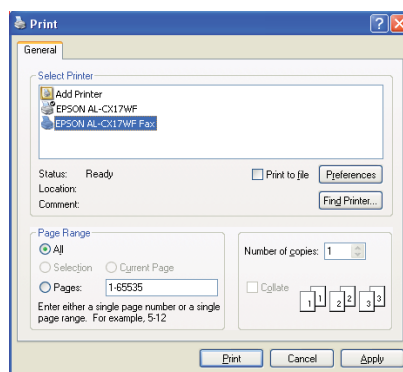 Print
General
Select Printer
Add Printer
EPSON AL-CX17WF
EPSON AL-CX17WF Fax
Status: Ready
Print to file
Preferences
Location:
Comment:
Find Printer...
Page Range
All
Selection
Current Page
Pages: 1-65535
Enter either a single page number or a single
page range. For example, 5-12
Number of copies: 1
Collate
1 1 2 2 3 3
Print
Cancel
Apply